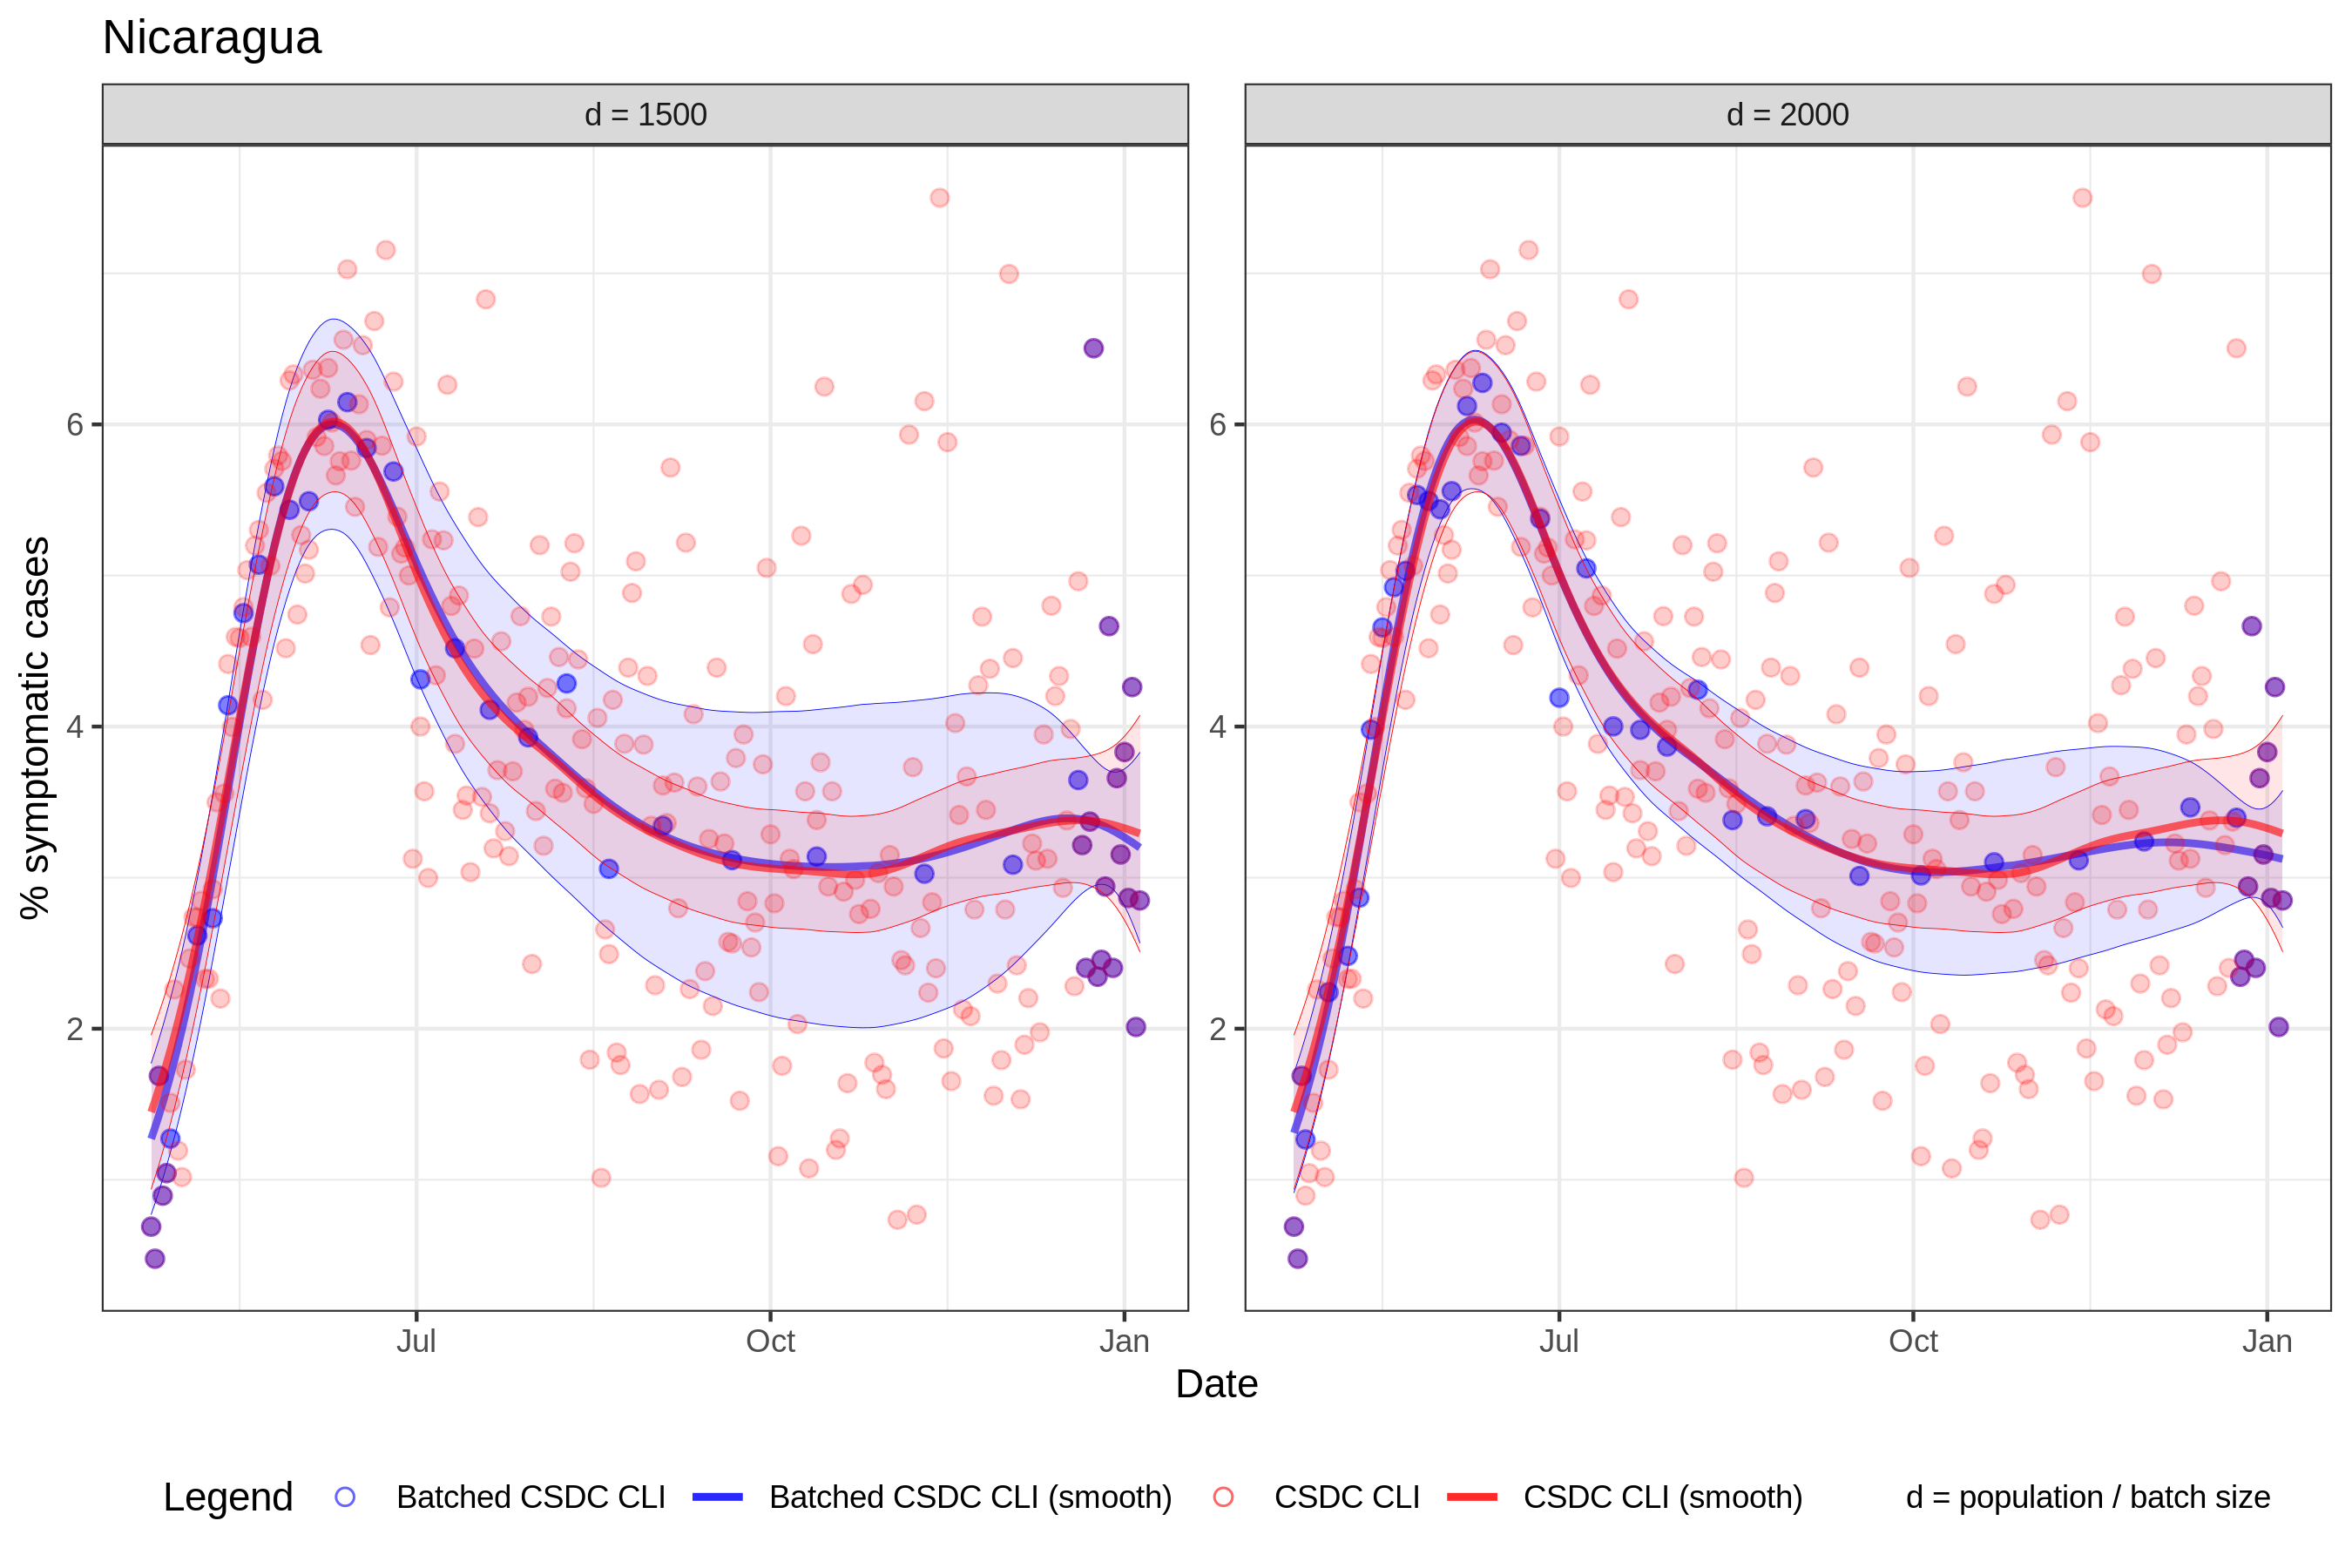 Nicaragua
d = 1500
d = 2000
% symptomatic cases
6
4
2
6
4
2
Jul
Oct
Jan
Jul
Oct
Jan
Date
Legend
Batched CSDC CLI
Batched CSDC CLI (smooth)
CSDC CLI
CSDC CLI (smooth)
d = population / batch size